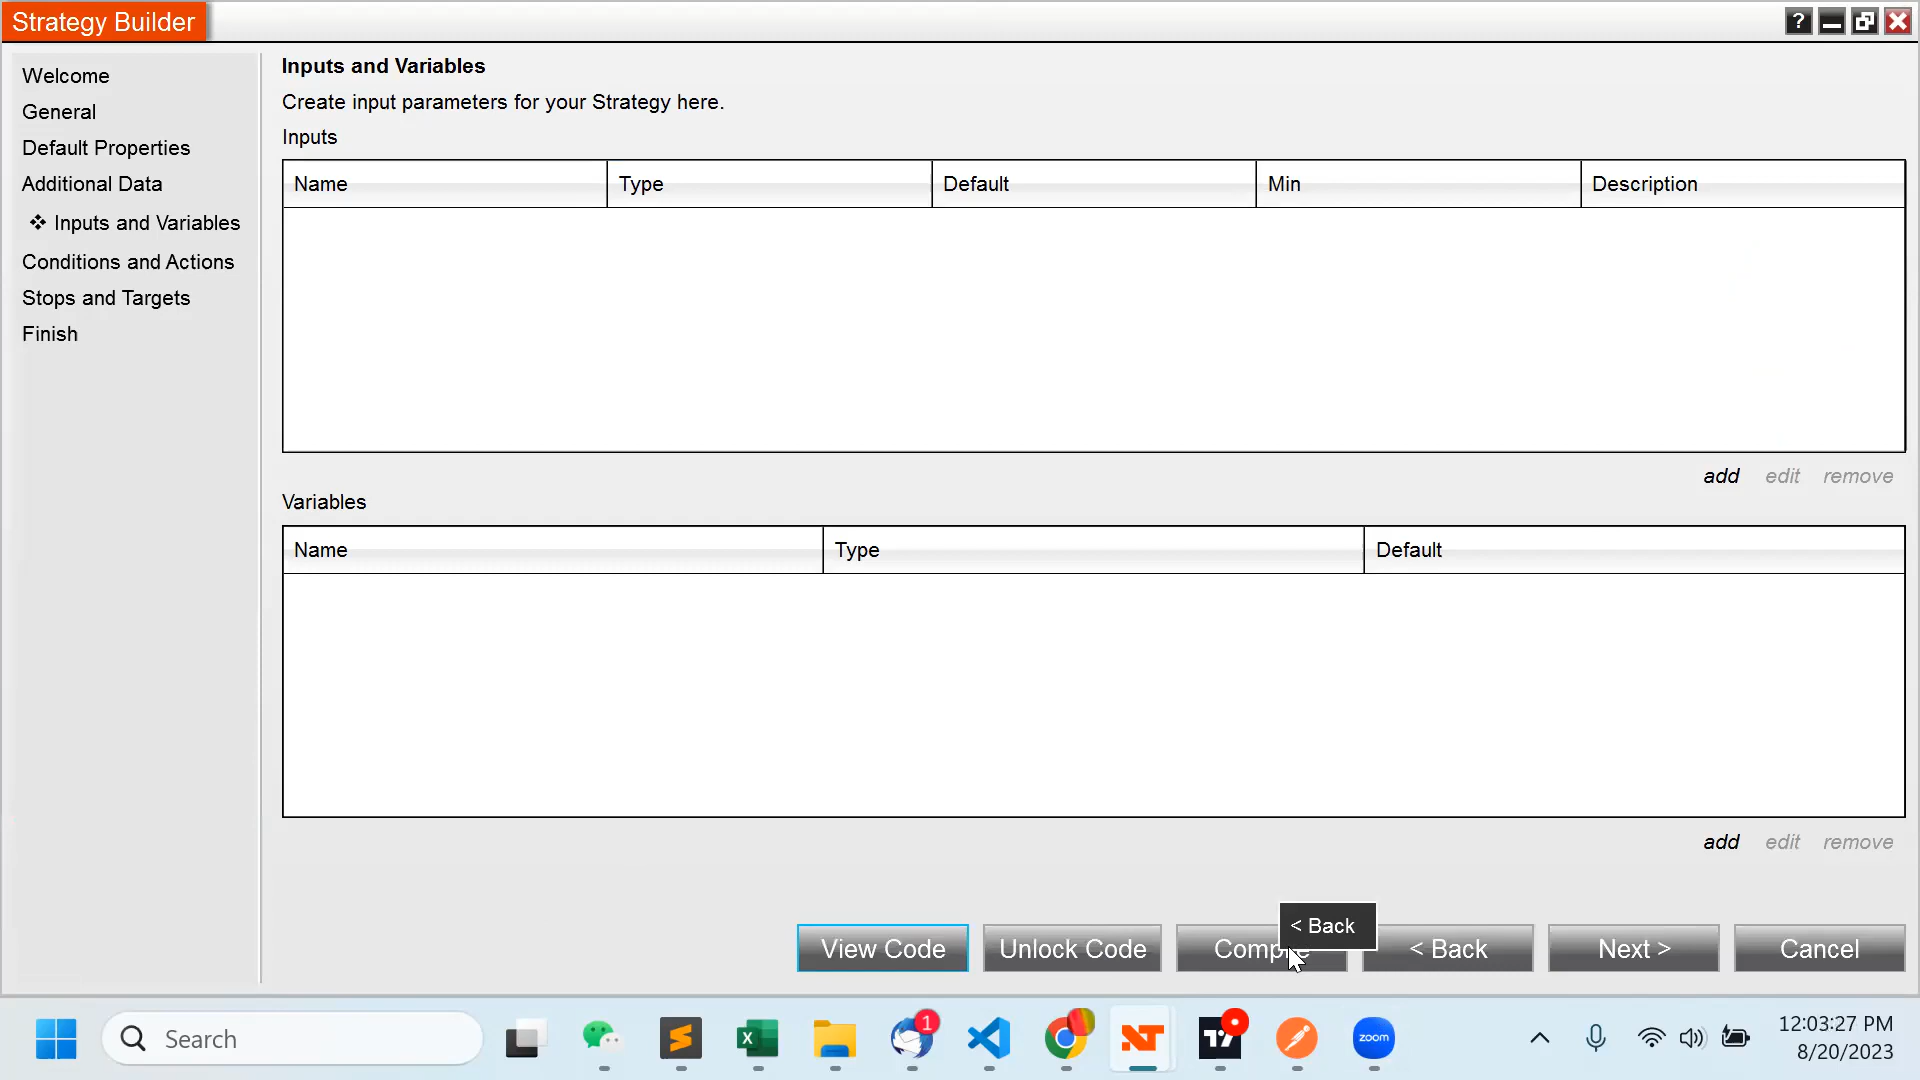 Strategy Builder
?
Welcome
General
Default Properties
Additional Data
Inputs and Variables
Conditions and Actions
Stops and Targets
Finish
Inputs and Variables
Create input parameters for your Strategy here.
Inputs
Name Type Default Min Description
add edit remove
Variables
Name Type Default
add edit remove
< Back
View Code Unlock Code < Back Next > Cancel
Search
1
zoom
12:03:27 PM
8/20/2023